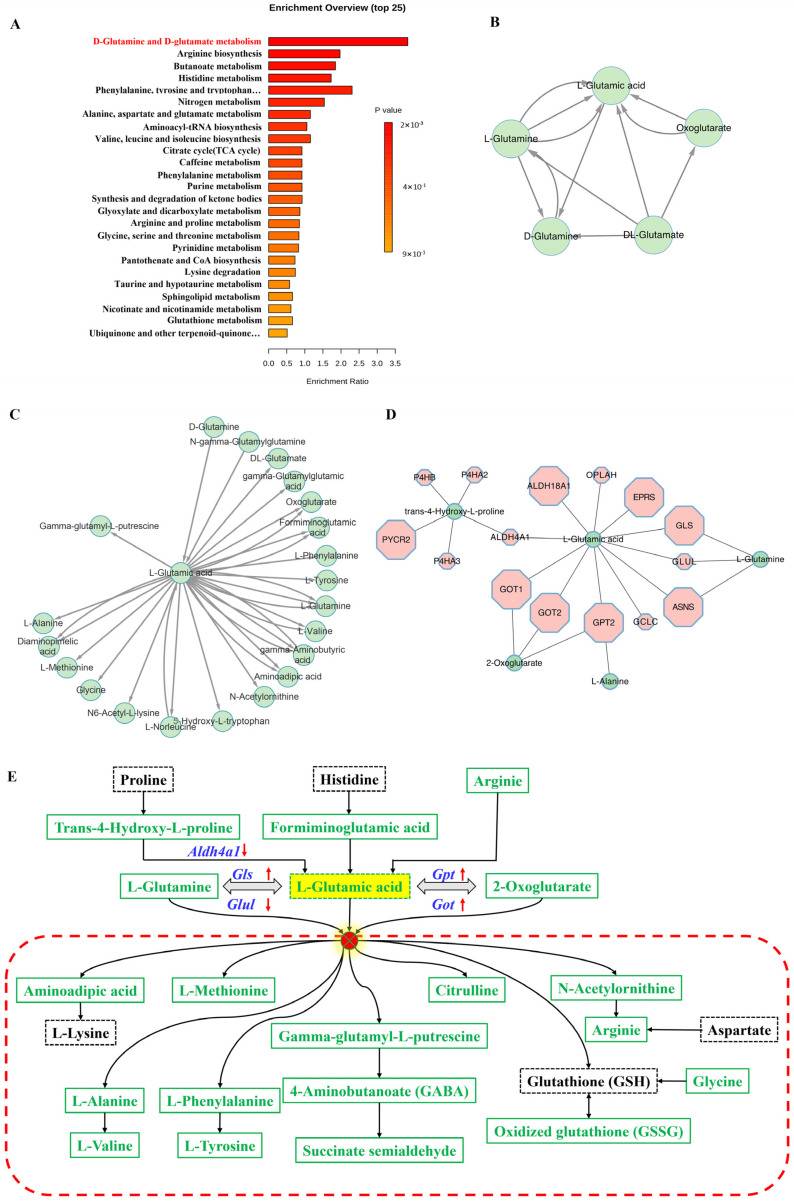 Enrichment Overview (top 25)
A
D-Glutamine and D-glutamate metabolism
Arginine biosynthesis
Butanoate metabolism
Histidine metabolism
Phenylalanine, tyrosine and tryptophan…
Nitrogen metabolism
Alanine, aspartate and glutamate metabolism
Aminoacyl-tRNA biosynthesis
Valine, leucine and isoleucine biosynthesis
Citrate cycle(TCA cycle)
Caffeine metabolism
Phenylalanine metabolism
Purine metabolism
Synthesis and degradation of ketone bodies
Glyoxylate and dicarboxylate metabolism
Arginine and proline metabolism
Glycine, serine and threonine metabolism
Pyrinidine metabolism
Pantothenate and CoA biosynthesis
Lysine degradation
Taurine and hypotaurine metabolism
Sphingolipid metabolism
Nicotinate and nicotinamide metabolism
Glutathione metabolism
Ubiquinone and other terpenoid-quinone…
P value
2×10⁻³
4×10⁻¹
9×10⁻¹
0.0 0.5 1.0 1.5 2.0 2.5 3.0 3.5
Enrichment Ratio
B
L-Glutamic acid
L-Glutamine
Oxoglutarate
D-Glutamine
DL-Glutamate
C
D-Glutamine
N-gamma-Glutamylglutamine
DL-Glutamate
gamma-Glutamylglutamic
acid
Oxoglutarate
Formiminoglutamic
acid
Gamma-glutamyl-L-putrescine
L-Phenylalanine
L-Glutamic acid
L-Tyrosine
L-Glutamine
L-Alanine
L-Valine
Diaminopimelic
acid
gamma-Aminobutyric
acid
L-Methionine
Aminoadipic acid
Glycine
N-Acetylornithine
N6-Acetyl-L-lysine
5-Hydroxy-L-tryptophan
L-Norleucine
D
P4HB
P4HA2
ALDH18A1
OPLAH
EPRS
trans-4-Hydroxy-L-proline
PYCR2
ALDH4A1
L-Glutamic acid
GLS
P4HA3
GLUL
L-Glutamine
GOT1
GOT2
GPT2
GCLC
ASNS
2-Oxoglutarate
L-Alanine
E
Proline
Histidine
Arginie
Trans-4-Hydroxy-L-proline
Formiminoglutamic acid
Aldh4a1
L-Glutamine
Gls
Glul
L-Glutamic acid
Gpt
Got
2-Oxoglutarate
Aminoadipic acid
L-Methionine
Citrulline
N-Acetylornithine
L-Lysine
Gamma-glutamyl-L-putrescine
Arginie
Aspartate
L-Alanine
L-Phenylalanine
4-Aminobutanoate (GABA)
Glutathione (GSH)
Glycine
L-Valine
L-Tyrosine
Succinate semialdehyde
Oxidized glutathione (GSSG)